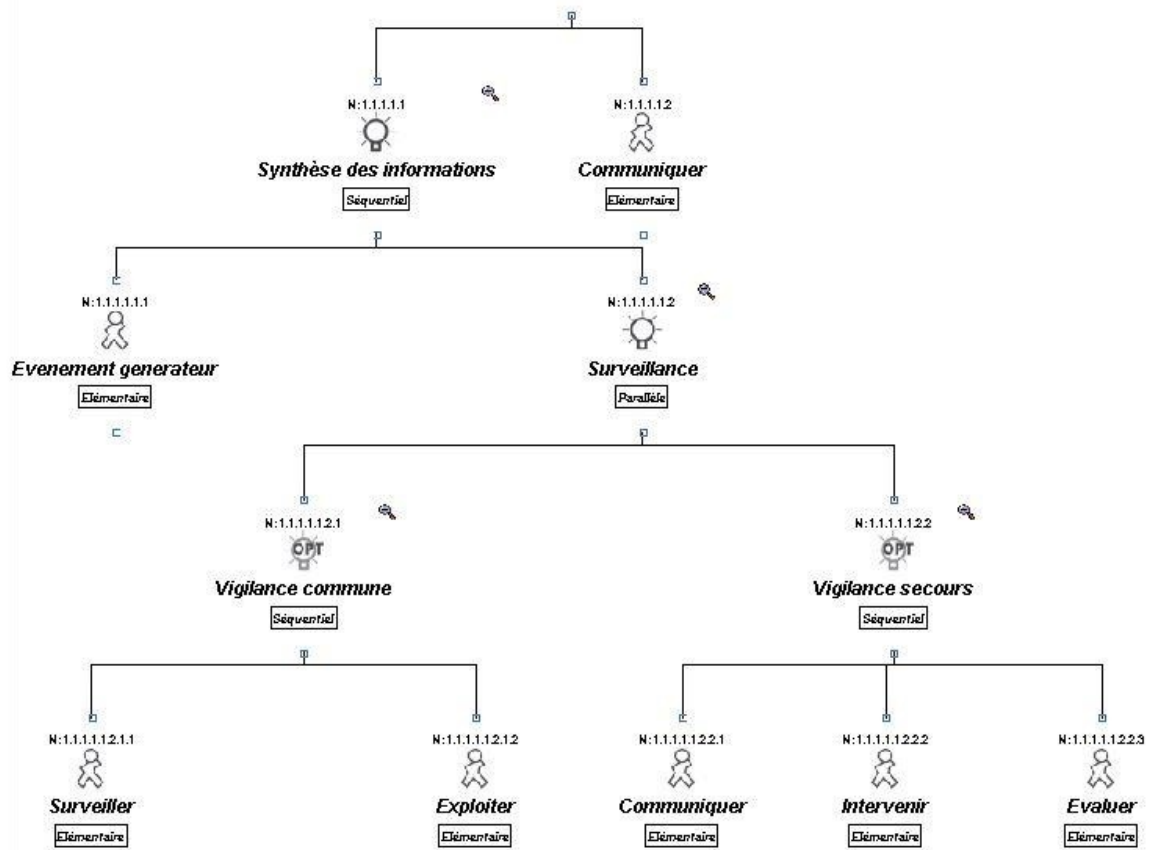 N:1.1.1.1.1 N:1.1.1.1.2
Synthèse des informations Communiquer
Séquentiel Elémentaire
N:1.1.1.1.1.1 N:1.1.1.1.1.2
Evenement generateur Surveillance
Elémentaire Parallèle
N:1.1.1.1.1.2.1 N:1.1.1.1.1.2.2
OPT OPT
Vigilance commune Vigilance secours
Séquentiel Séquentiel
N:1.1.1.1.1.2.1.1 N:1.1.1.1.1.2.1.2 N:1.1.1.1.1.2.2.1 N:1.1.1.1.1.2.2.2 N:1.1.1.1.1.2.2.3
Surveiller Exploiter Communiquer Intervenir Evaluer
Elémentaire Elémentaire Elémentaire Elémentaire Elémentaire